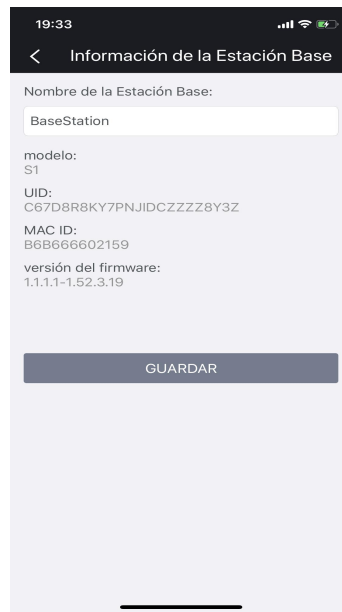 19:33
Información de la Estación Base
Nombre de la Estación Base:
BaseStation
modelo:
S1
UID:
C67D8R8KY7PNJIDCZZZZ8Y3Z
MAC ID:
B6B666602159
versión del firmware:
1.1.1.1-1.52.3.19
GUARDAR